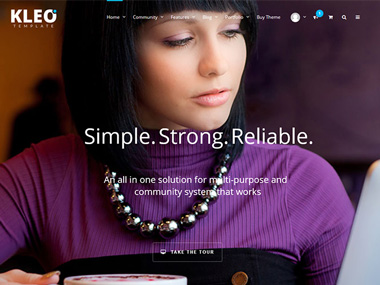 KLEO
TEMPLATE
Home Community Features Blog Portfolio Buy Theme
Simple. Strong. Reliable.
An all in one solution for multi-purpose and
community system that works
TAKE THE TOUR